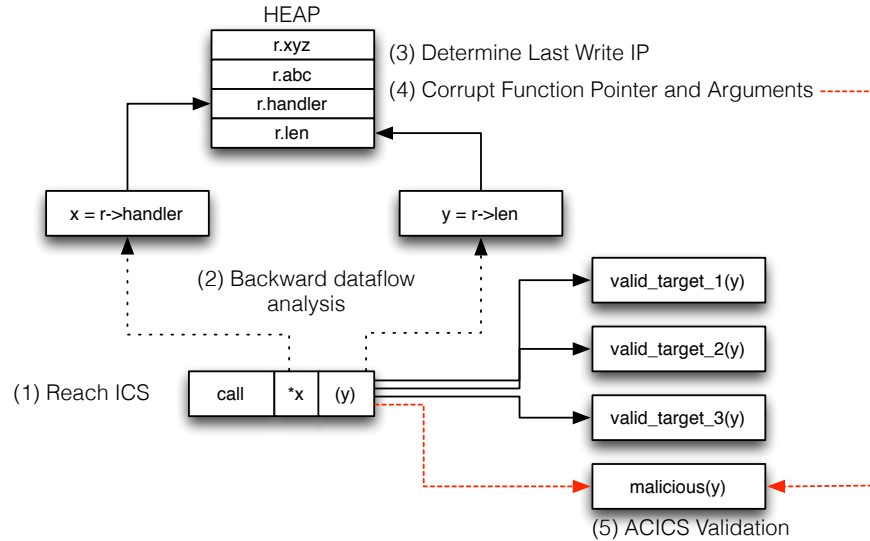 HEAP
r.xyz
(3) Determine Last Write IP
r.abc
(4) Corrupt Function Pointer and Arguments
r.handler
r.len
x = r->handler
y = r->len
(2) Backward dataflow
analysis
valid_target_1(y)
valid_target_2(y)
(1) Reach ICS
call
*x
(y)
valid_target_3(y)
malicious(y)
(5) ACICS Validation